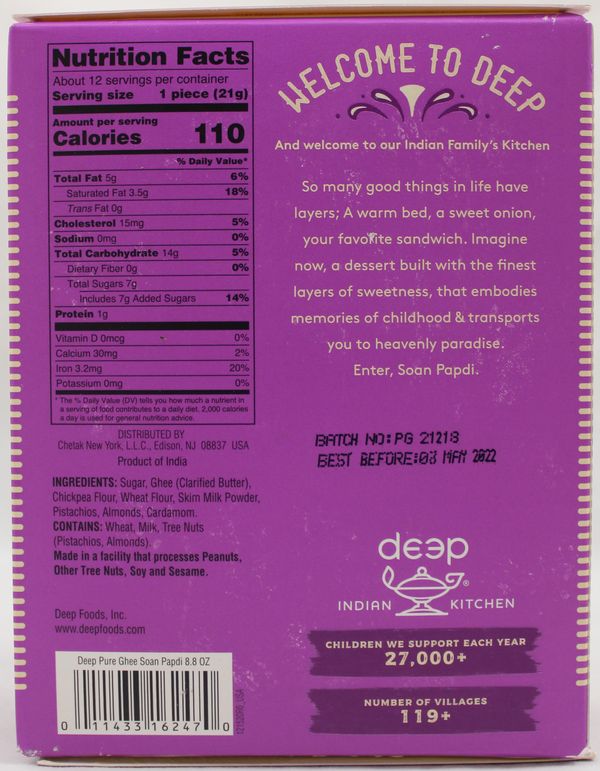 Nutrition Facts
About 12 servings per container
Serving size 1 piece (21g)
Amount per serving
Calories 110
% Daily Value*
Total Fat 5g 6%
Saturated Fat 3.5g 18%
Trans Fat 0g
Cholesterol 15mg 5%
Sodium 0mg 0%
Total Carbohydrate 14g 5%
Dietary Fiber 0g 0%
Total Sugars 7g
Includes 7g Added Sugars 14%
Protein 1g
Vitamin D 0mcg 0%
Calcium 30mg 2%
Iron 3.2mg 20%
Potassium 0mg 0%
* The % Daily Value (DV) tells you how much a nutrient in
a serving of food contributes to a daily diet. 2,000 calories
a day is used for general nutrition advice.
DISTRIBUTED BY
Chetak New York, L.L.C., Edison, NJ 08837 USA
Product of India
INGREDIENTS: Sugar, Ghee (Clarified Butter),
Chickpea Flour, Wheat Flour, Skim Milk Powder,
Pistachios, Almonds, Cardamom.
CONTAINS: Wheat, Milk, Tree Nuts
(Pistachios, Almonds).
Made in a facility that processes Peanuts,
Other Tree Nuts, Soy and Sesame.
Deep Foods, Inc.
www.deepfoods.com
Deep Pure Ghee Soan Papdi 8.8 OZ
0 11433 16247 0
WELCOME TO DEEP
And welcome to our Indian Family's Kitchen
So many good things in life have
layers; A warm bed, a sweet onion,
your favorite sandwich. Imagine
now, a dessert built with the finest
layers of sweetness, that embodies
memories of childhood & transports
you to heavenly paradise.
Enter, Soan Papdi.
BATCH NO: PG 21218
BEST BEFORE: 03 MAY 2022
deep
INDIAN KITCHEN
®
CHILDREN WE SUPPORT EACH YEAR
27,000+
NUMBER OF VILLAGES
119+